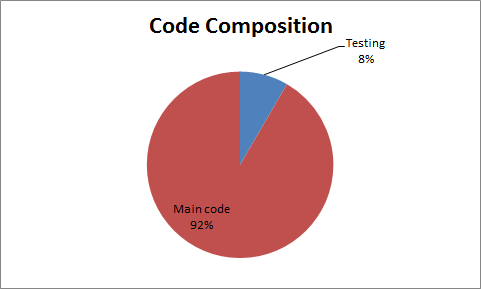 Code Composition
Testing
8%
Main code
92%